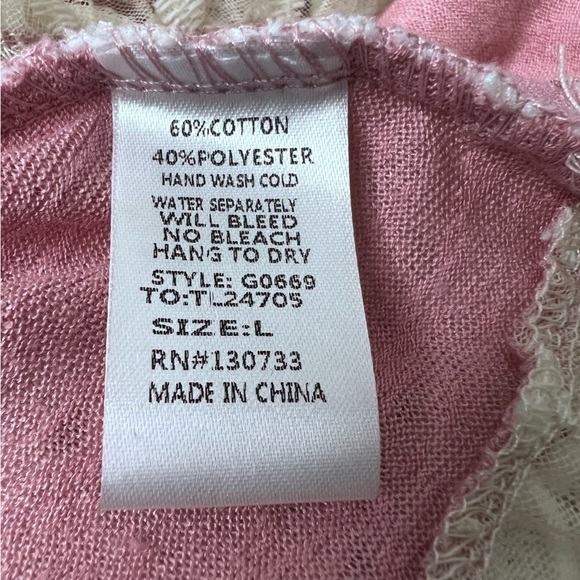 60%COTTON
40%POLYESTER
HAND WASH COLD
WATER SEPARATELY
WILL BLEED
NO BLEACH
HANG TO DRY
STYLE: G0669
TO:TL24705
SIZE:L
RN#130733
MADE IN CHINA